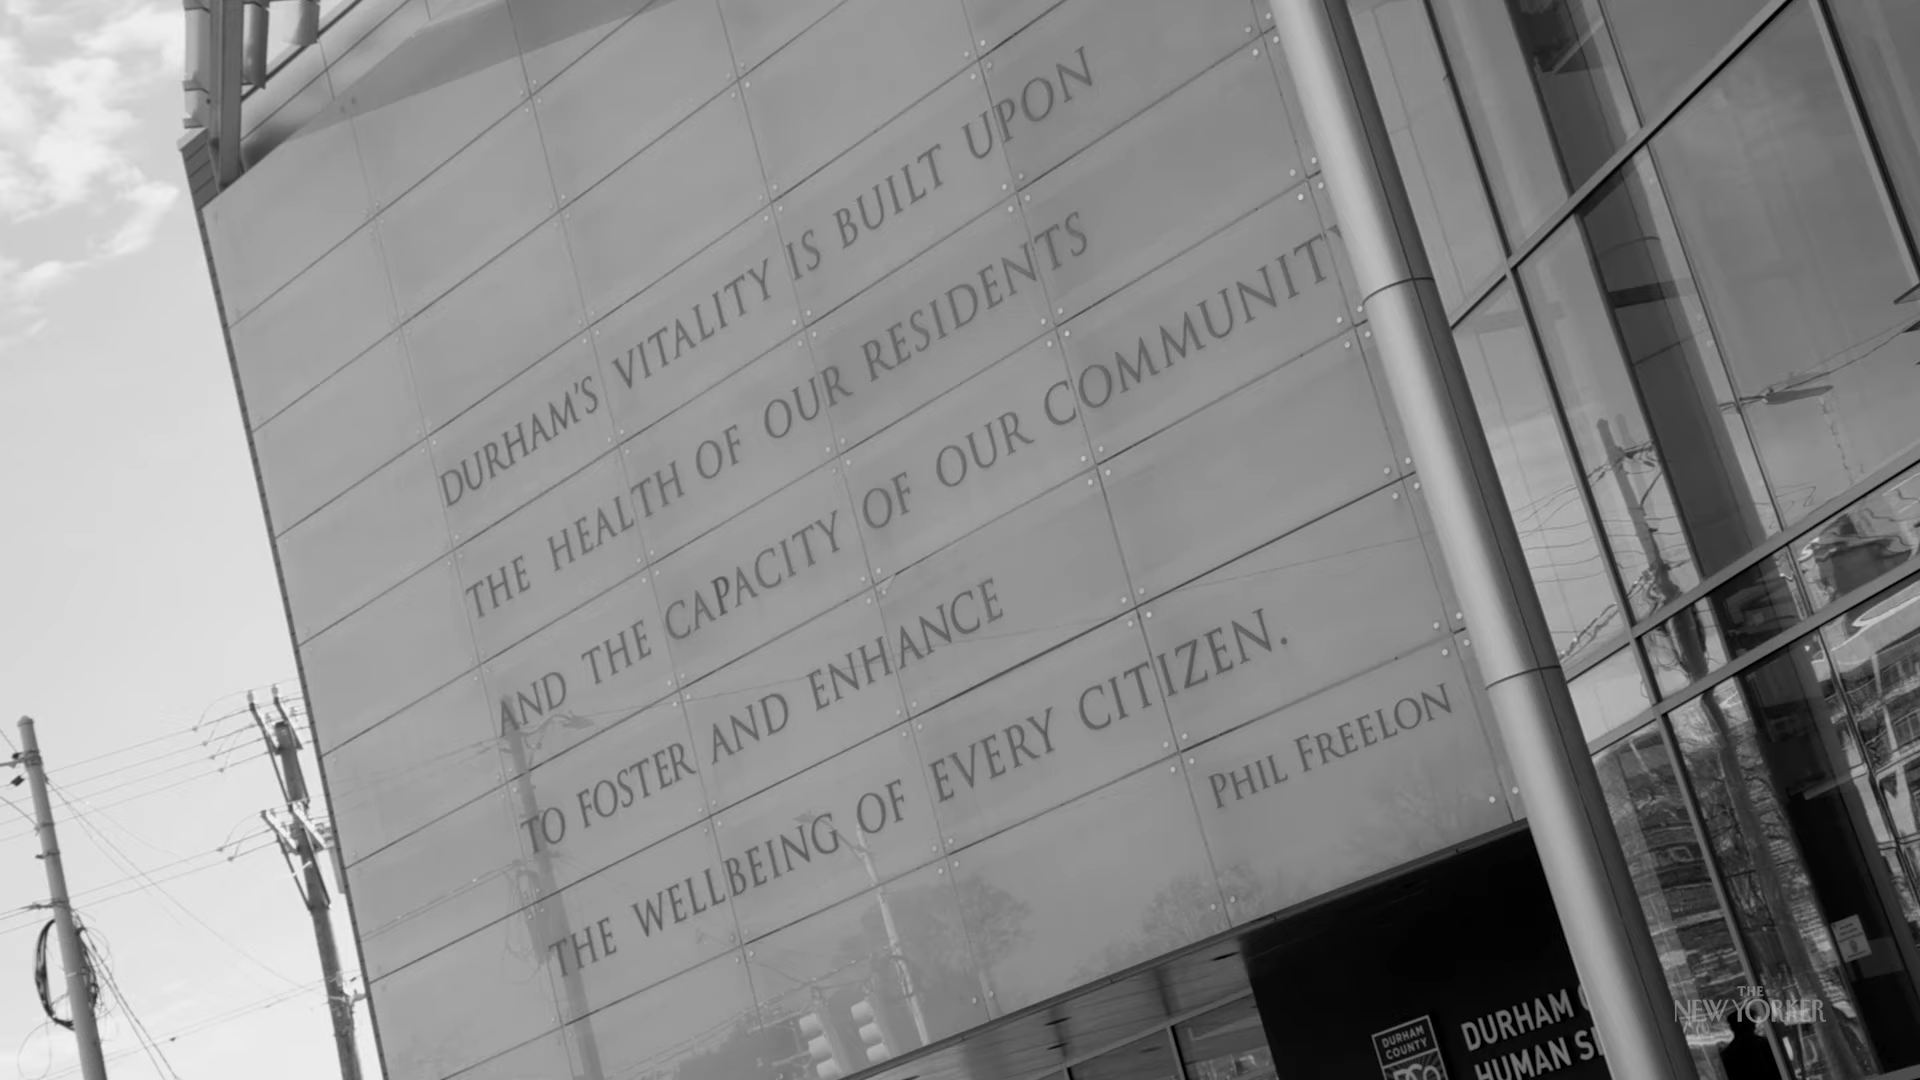 DURHAM'S VITALITY IS BUILT UPON
THE HEALTH OF OUR RESIDENTS
AND THE CAPACITY OF OUR COMMUNITY
TO FOSTER AND ENHANCE
THE WELLBEING OF EVERY CITIZEN.
PHIL FREELON
DURHAM
COUNTY
DURHAM
HUMAN
THE
NEW YORKER